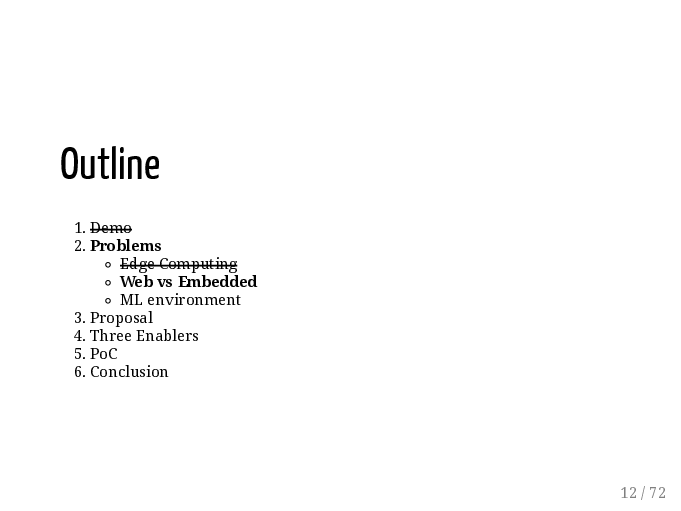 Outline
1. Demo
2. Problems
◦ Edge Computing
◦ Web vs Embedded
◦ ML environment
3. Proposal
4. Three Enablers
5. PoC
6. Conclusion
12 / 72